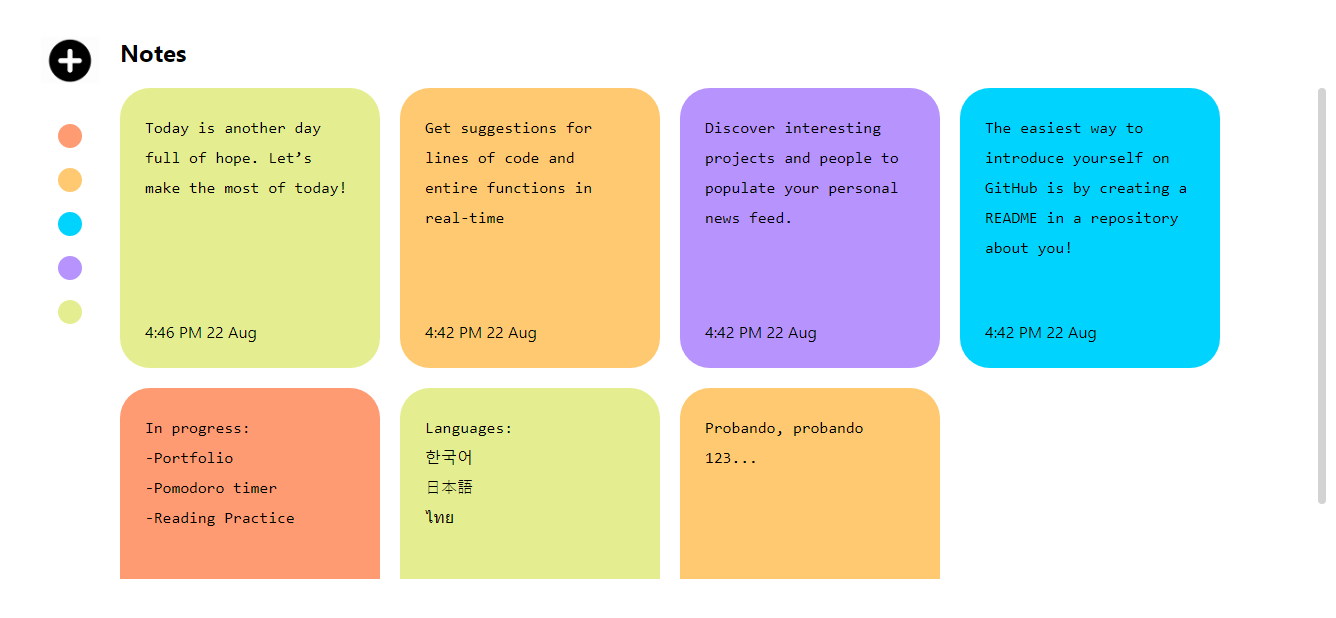 Notes
Today is another day
full of hope. Let’s
make the most of today!
4:46 PM 22 Aug
Get suggestions for
lines of code and
entire functions in
real-time
4:42 PM 22 Aug
Discover interesting
projects and people to
populate your personal
news feed.
4:42 PM 22 Aug
The easiest way to
introduce yourself on
GitHub is by creating a
README in a repository
about you!
4:42 PM 22 Aug
In progress:
-Portfolio
-Pomodoro timer
-Reading Practice
Languages:
한국어
日本語
ไทย
Probando, probando
123...